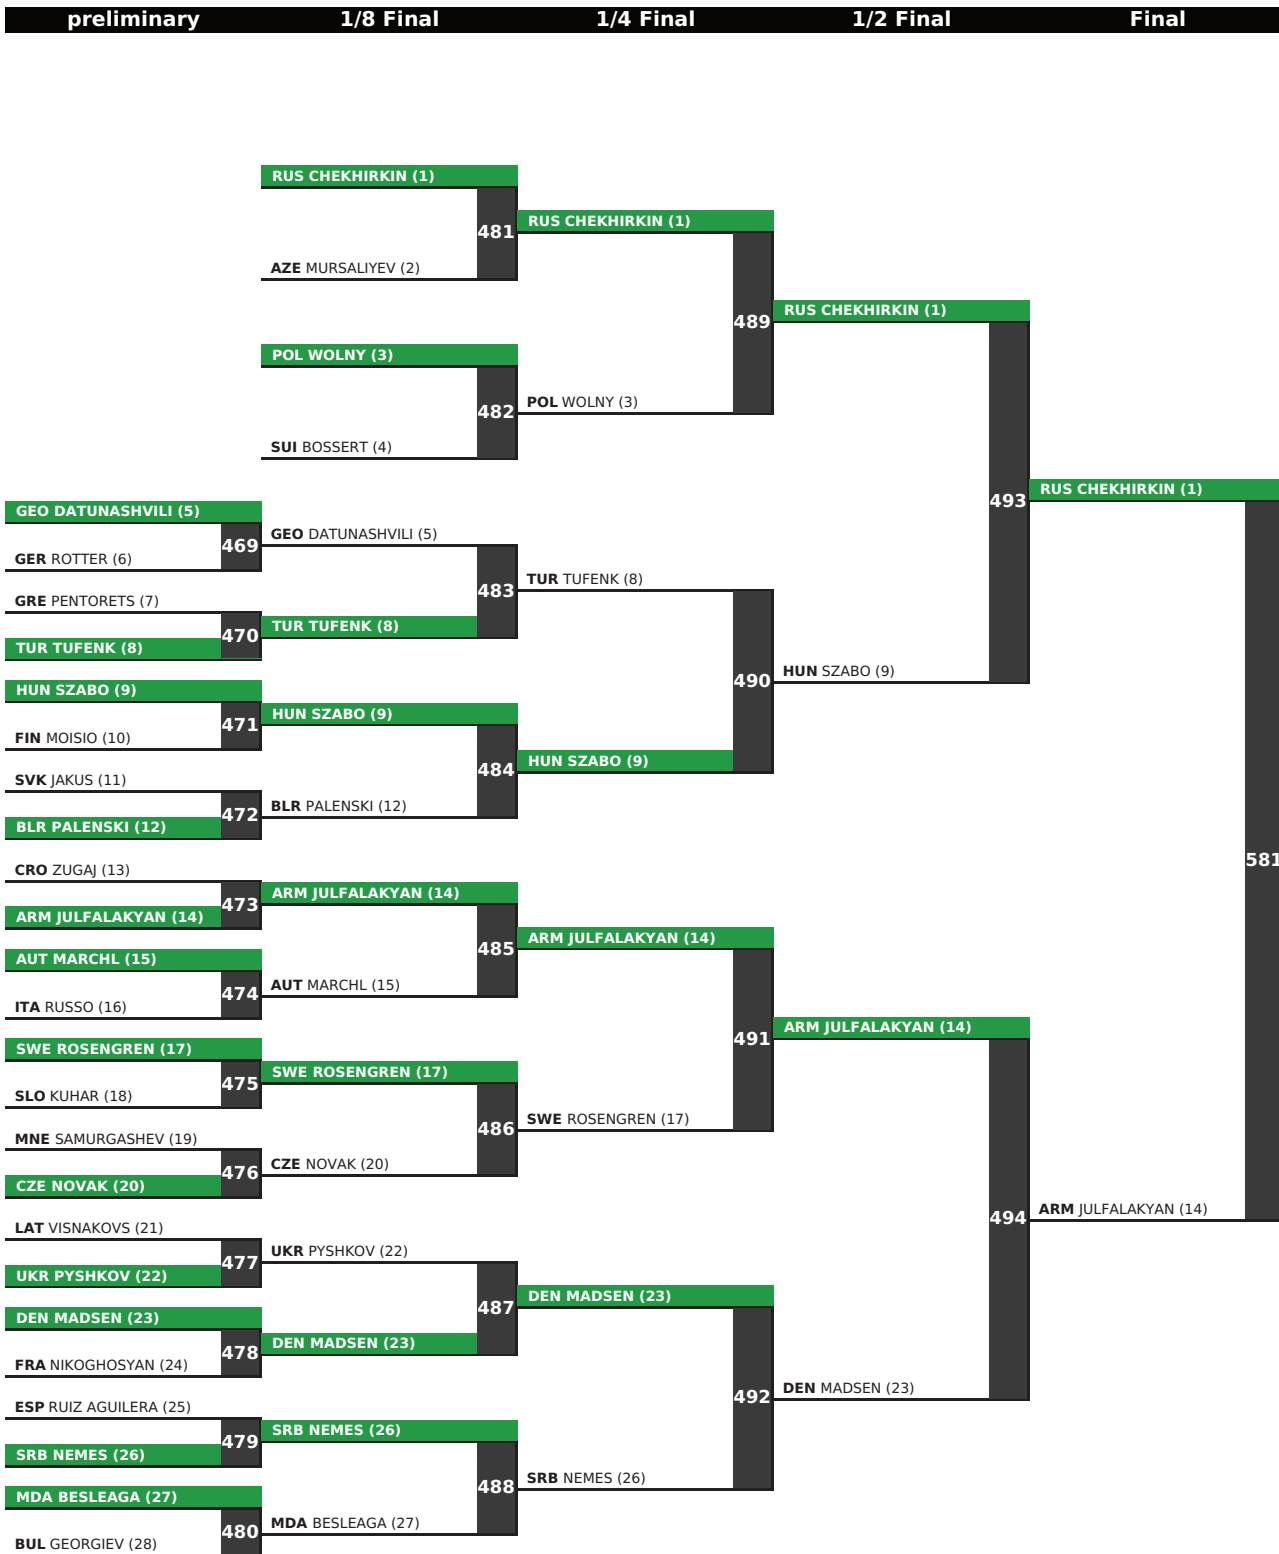 preliminary 1/8 Final 1/4 Final 1/2 Final Final
RUS CHEKHIRKIN (1)
RUS CHEKHIRKIN (1)
481
AZE MURSALIYEV (2)
RUS CHEKHIRKIN (1)
489
POL WOLNY (3)
POL WOLNY (3)
482
SUI BOSSERT (4)
RUS CHEKHIRKIN (1)
493
GEO DATUNASHVILI (5)
GEO DATUNASHVILI (5)
469
GER ROTTER (6)
TUR TUFENK (8)
483
GRE PENTORETS (7)
TUR TUFENK (8)
470
TUR TUFENK (8)
HUN SZABO (9)
490
HUN SZABO (9)
HUN SZABO (9)
471
FIN MOISIO (10)
HUN SZABO (9)
484
SVK JAKUS (11)
BLR PALENSKI (12)
472
BLR PALENSKI (12)
581
CRO ZUGAJ (13)
ARM JULFALAKYAN (14)
473
ARM JULFALAKYAN (14)
ARM JULFALAKYAN (14)
485
AUT MARCHL (15)
AUT MARCHL (15)
474
ITA RUSSO (16)
ARM JULFALAKYAN (14)
491
SWE ROSENGREN (17)
SWE ROSENGREN (17)
475
SLO KUHAR (18)
SWE ROSENGREN (17)
486
MNE SAMURGASHEV (19)
CZE NOVAK (20)
476
CZE NOVAK (20)
ARM JULFALAKYAN (14)
494
LAT VISNAKOVS (21)
UKR PYSHKOV (22)
477
UKR PYSHKOV (22)
DEN MADSEN (23)
487
DEN MADSEN (23)
DEN MADSEN (23)
478
FRA NIKOGHOSYAN (24)
DEN MADSEN (23)
492
ESP RUIZ AGUILERA (25)
SRB NEMES (26)
479
SRB NEMES (26)
SRB NEMES (26)
488
MDA BESLEAGA (27)
MDA BESLEAGA (27)
480
BUL GEORGIEV (28)